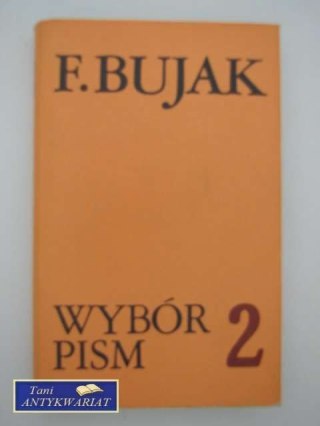 F. BUJAK
WYBÓR
PISM
2
Tani
ANTYKWARIAT